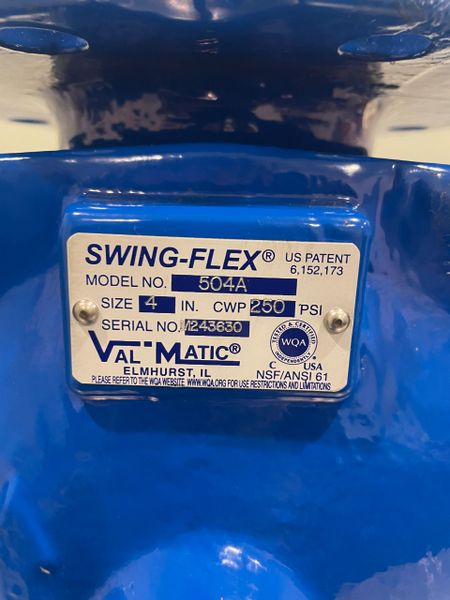 SWING-FLEX® US PATENT 6,152,173
MODEL NO. 504A
SIZE 4 IN. CWP 250 PSI
SERIAL NO. M243630
TESTED & CERTIFIED
WQA
INDEPENDENTLY
C USA
VAL MATIC®
ELMHURST, IL
NSF/ANSI 61
PLEASE REFER TO THE WQA WEBSITE WWW.WQA.ORG FOR USE RESTRICTIONS AND LIMITATIONS